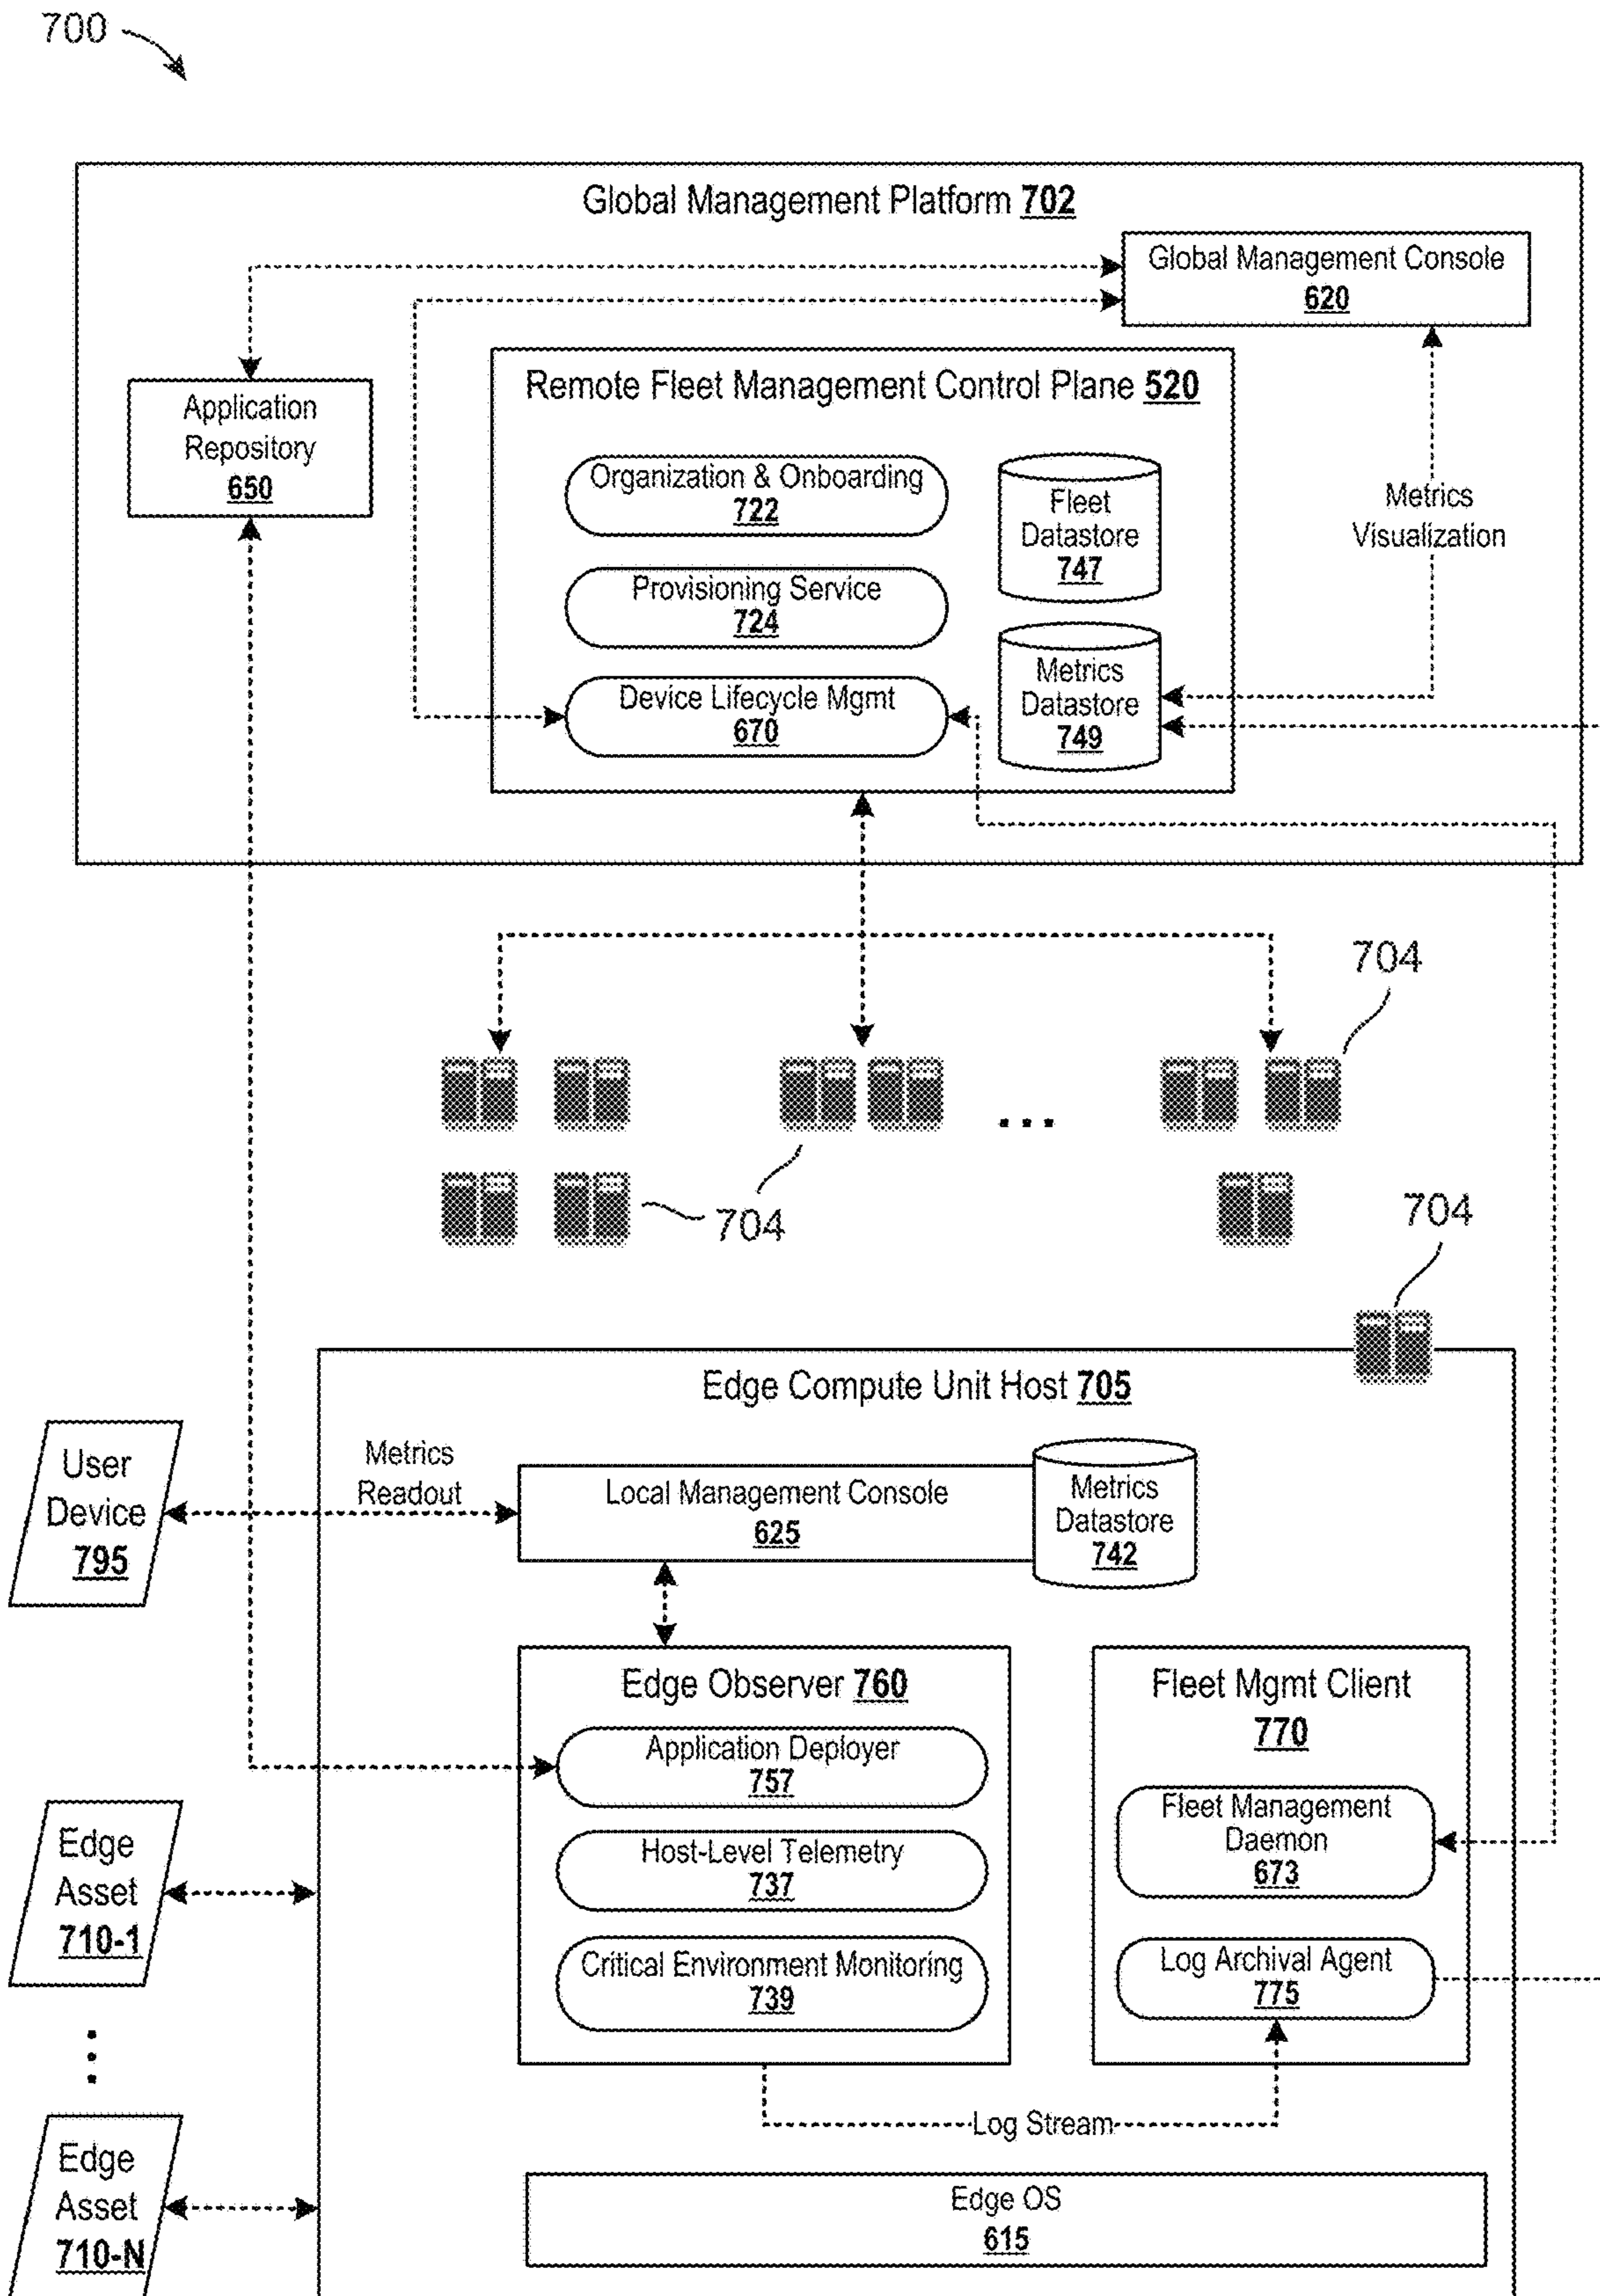 700
Global Management Platform 702
Global Management Console
620
Application
Repository
650
Remote Fleet Management Control Plane 520
Organization & Onboarding
722
Provisioning Service
724
Device Lifecycle Mgmt
670
Fleet
Datastore
747
Metrics
Datastore
749
Metrics
Visualization
704
...
704
704
Edge Compute Unit Host 705
User
Device
795
Metrics
Readout
Local Management Console
625
Metrics
Datastore
742
Edge Observer 760
Application Deployer
757
Host-Level Telemetry
737
Critical Environment Monitoring
739
Fleet Mgmt Client
770
Fleet Management
Daemon
673
Log Archival Agent
775
Log Stream
Edge
Asset
710-1
Edge
Asset
710-N
Edge OS
615